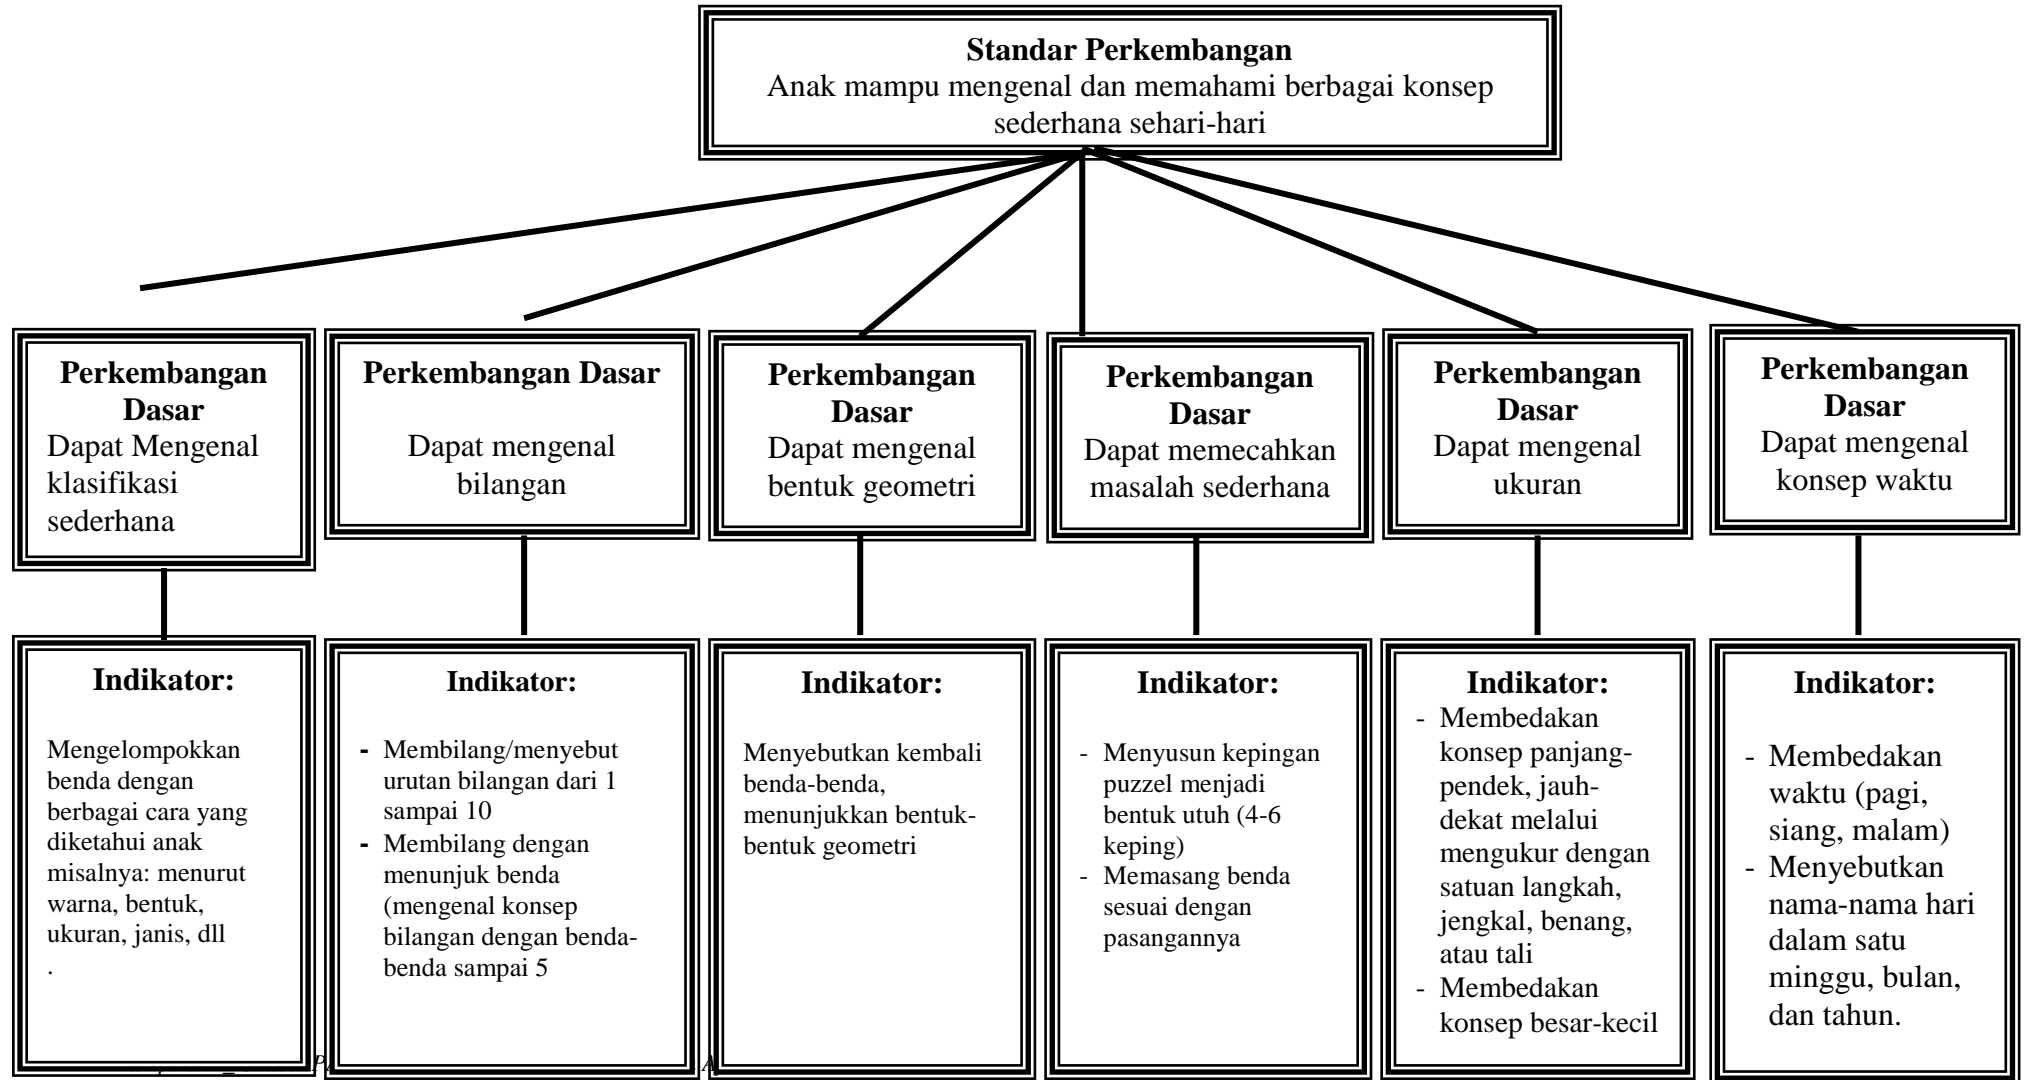 Standar Perkembangan
Anak mampu mengenal dan memahami berbagai konsep
sederhana sehari-hari
Perkembangan
Dasar
Dapat Mengenal
klasifikasi
sederhana
Perkembangan Dasar
Dapat mengenal
bilangan
Perkembangan
Dasar
Dapat mengenal
bentuk geometri
Perkembangan
Dasar
Dapat memecahkan
masalah sederhana
Perkembangan
Dasar
Dapat mengenal
ukuran
Perkembangan
Dasar
Dapat mengenal
konsep waktu
Indikator:
Mengelompokkan
benda dengan
berbagai cara yang
diketahui anak
misalnya: menurut
warna, bentuk,
ukuran, janis, dll
.
Indikator:
- Membilang/menyebut
urutan bilangan dari 1
sampai 10
- Membilang dengan
menunjuk benda
(mengenal konsep
bilangan dengan benda-
benda sampai 5
Indikator:
Menyebutkan kembali
benda-benda,
menunjukkan bentuk-
bentuk geometri
Indikator:
- Menyusun kepingan
puzzel menjadi
bentuk utuh (4-6
keping)
- Memasang benda
sesuai dengan
pasangannya
Indikator:
- Membedakan
konsep panjang-
pendek, jauh-
dekat melalui
mengukur dengan
satuan langkah,
jengkal, benang,
atau tali
- Membedakan
konsep besar-kecil
Indikator:
- Membedakan
waktu (pagi,
siang, malam)
- Menyebutkan
nama-nama hari
dalam satu
minggu, bulan,
dan tahun.